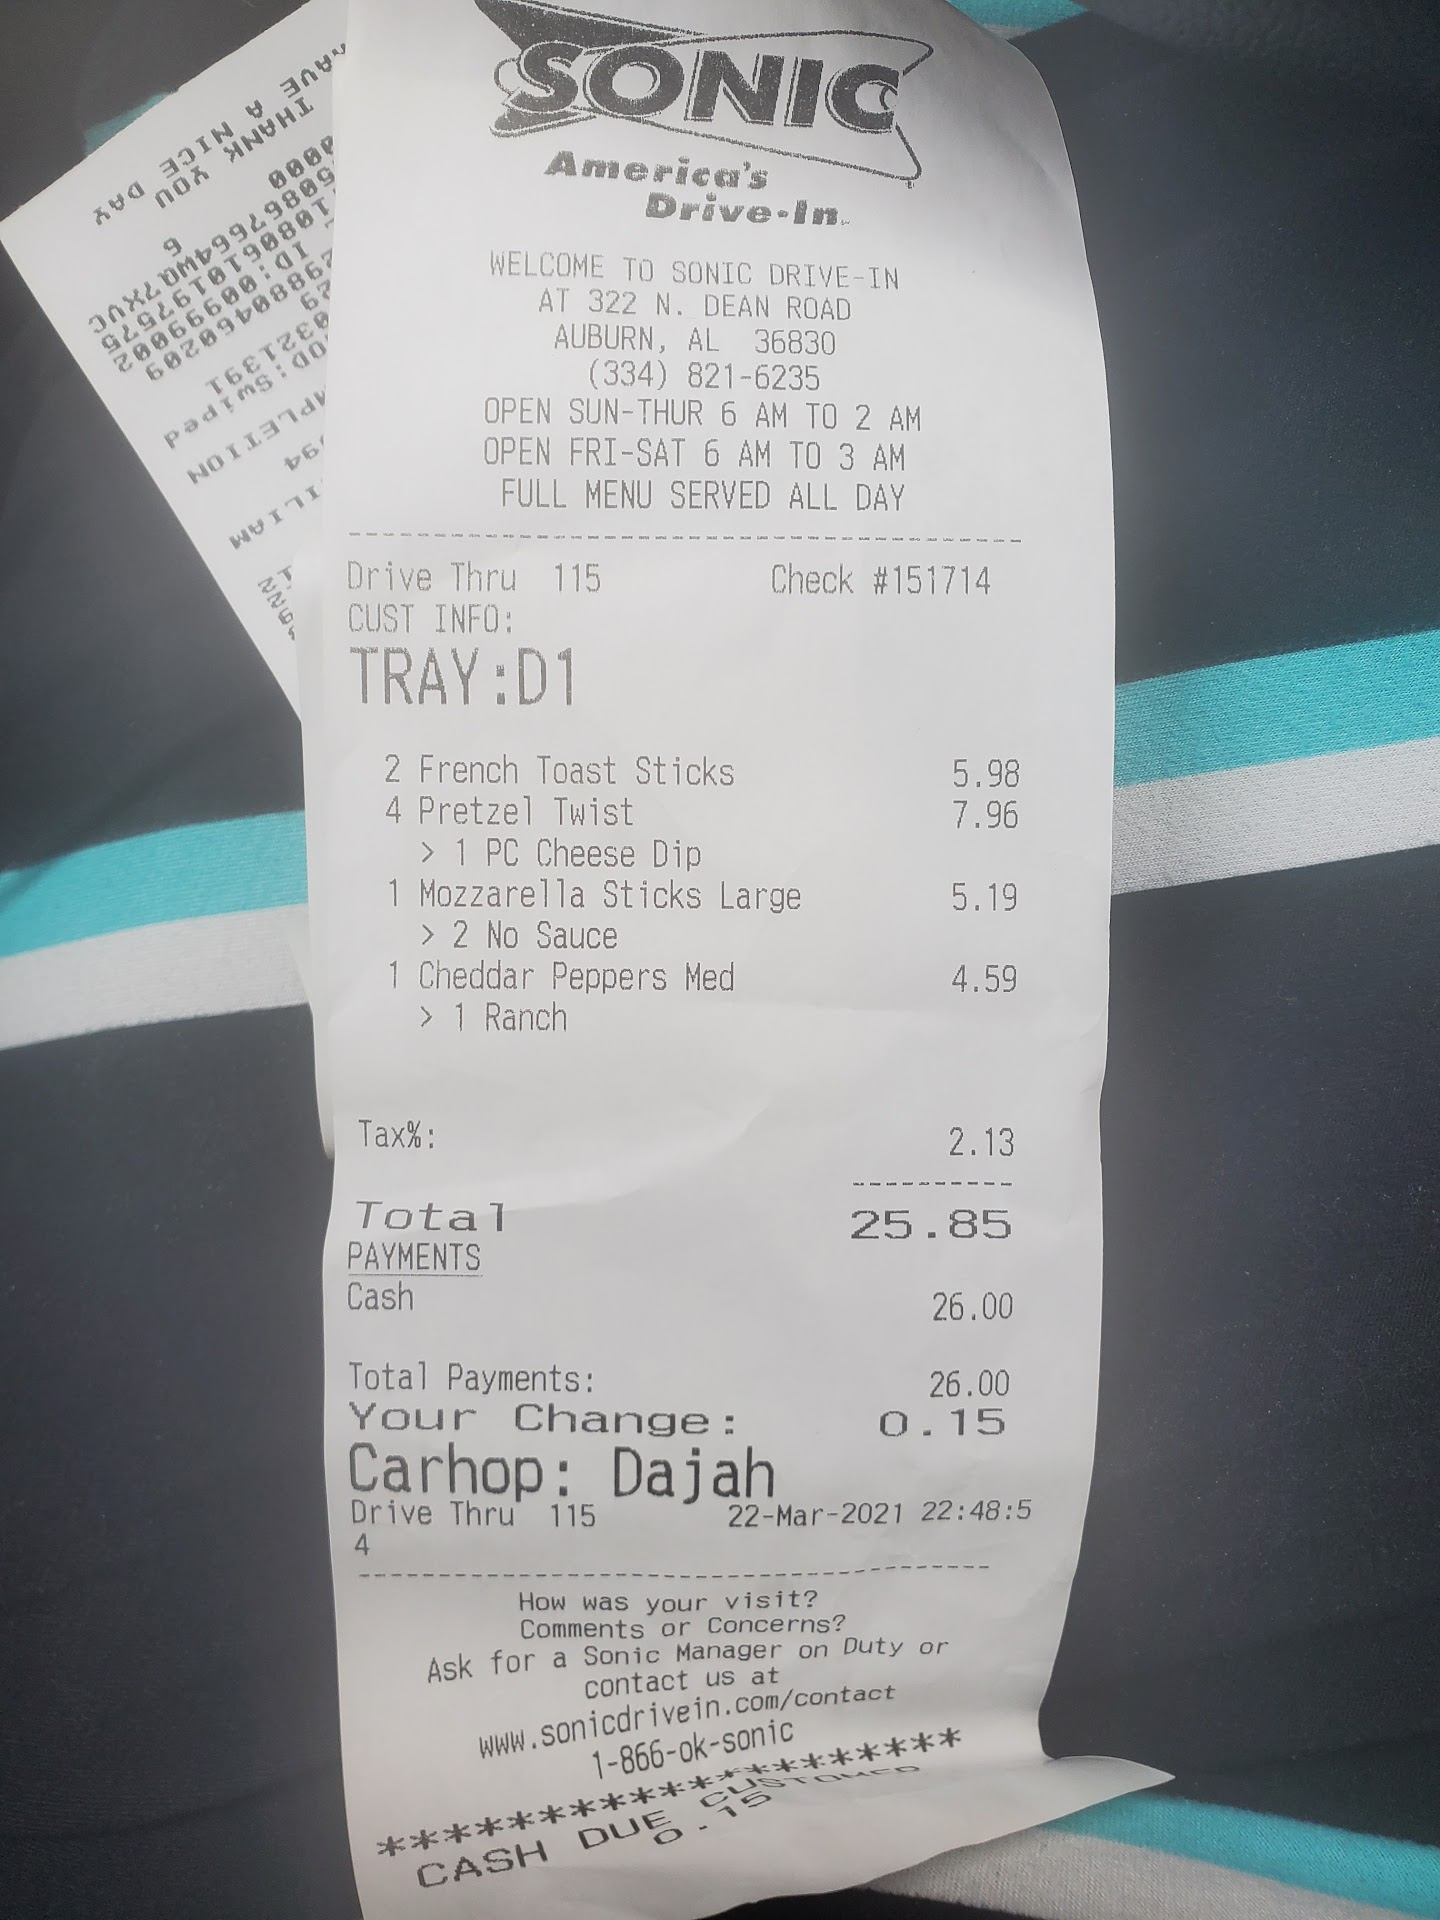 SONIC
America's
Drive-In
WELCOME TO SONIC DRIVE-IN
AT 322 N. DEAN ROAD
AUBURN, AL 36830
(334) 821-6235
OPEN SUN-THUR 6 AM TO 2 AM
OPEN FRI-SAT 6 AM TO 3 AM
FULL MENU SERVED ALL DAY
Drive Thru 115 Check #151714
CUST INFO:
TRAY:D1
2 French Toast Sticks 5.98
4 Pretzel Twist 7.96
> 1 PC Cheese Dip
1 Mozzarella Sticks Large 5.19
> 2 No Sauce
1 Cheddar Peppers Med 4.59
> 1 Ranch
Tax%: 2.13
----------
Total 25.85
PAYMENTS
Cash 26.00
Total Payments: 26.00
Your Change: 0.15
Carhop: Dajah
Drive Thru 115 22-Mar-2021 22:48:5
4
How was your visit?
Comments or Concerns?
Ask for a Sonic Manager on Duty or
contact us at
www.sonicdrivein.com/contact
1-866-ok-sonic
******************
CASH DUE CUSTOMER
0.15
THANK YOU
A NICE DAY